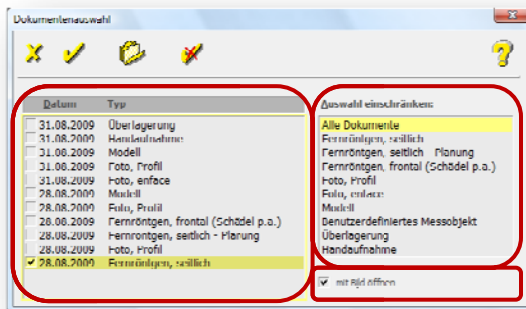 Dokumentenauswahl
Datum Typ
31.08.2009 Überlagerung
31.08.2009 Handaufnahme
31.08.2009 Modell
31.08.2009 Foto, Profil
31.08.2009 Foto, enface
28.08.2009 Modell
28.08.2009 Foto, Profil
28.08.2009 Fernröntgen, frontal (Schädel p.a.)
28.08.2009 Fernröntgen, seitlich - Planung
28.08.2009 Foto, Profil
28.08.2009 Fernröntgen, seitlich
Auswahl einschränken:
Alle Dokumente
Fernröntgen, seitlich
Fernröntgen, seitlich - Planung
Fernröntgen, frontal (Schädel p.a.)
Foto, Profil
Foto, enface
Modell
Benutzerdefiniertes Messobjekt
Überlagerung
Handaufnahme
mit Bild öffnen